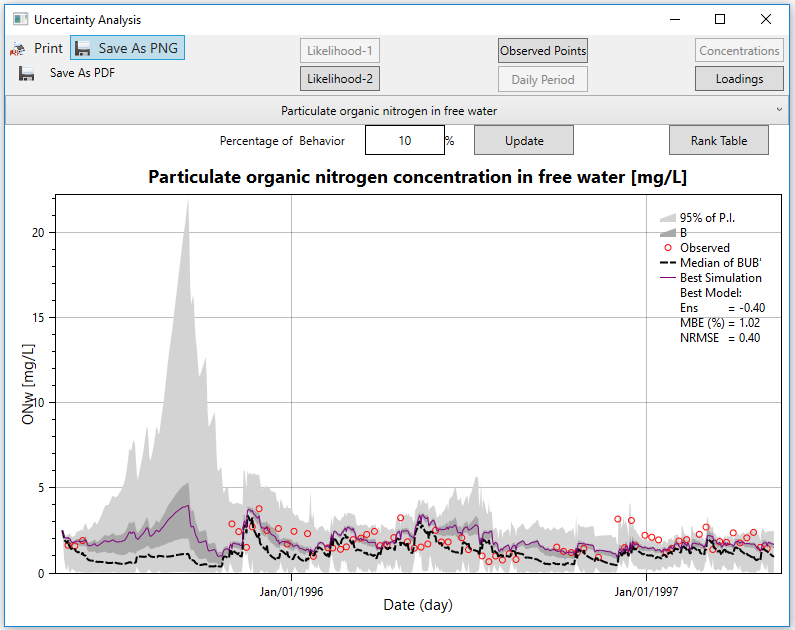 Uncertainty Analysis
Print Save As PNG Likelihood-1 Observed Points Concentrations
Save As PDF Likelihood-2 Daily Period Loadings
Particulate organic nitrogen in free water
Percentage of Behavior 10 % Update Rank Table
Particulate organic nitrogen concentration in free water [mg/L]
95% of P.I.
B
Observed
Median of BUB'
Best Simulation
Best Model:
Ens = -0.40
MBE (%) = 1.02
NRMSE = 0.40
ONw [mg/L]
20
15
10
5
0
Jan/01/1996 Jan/01/1997
Date (day)